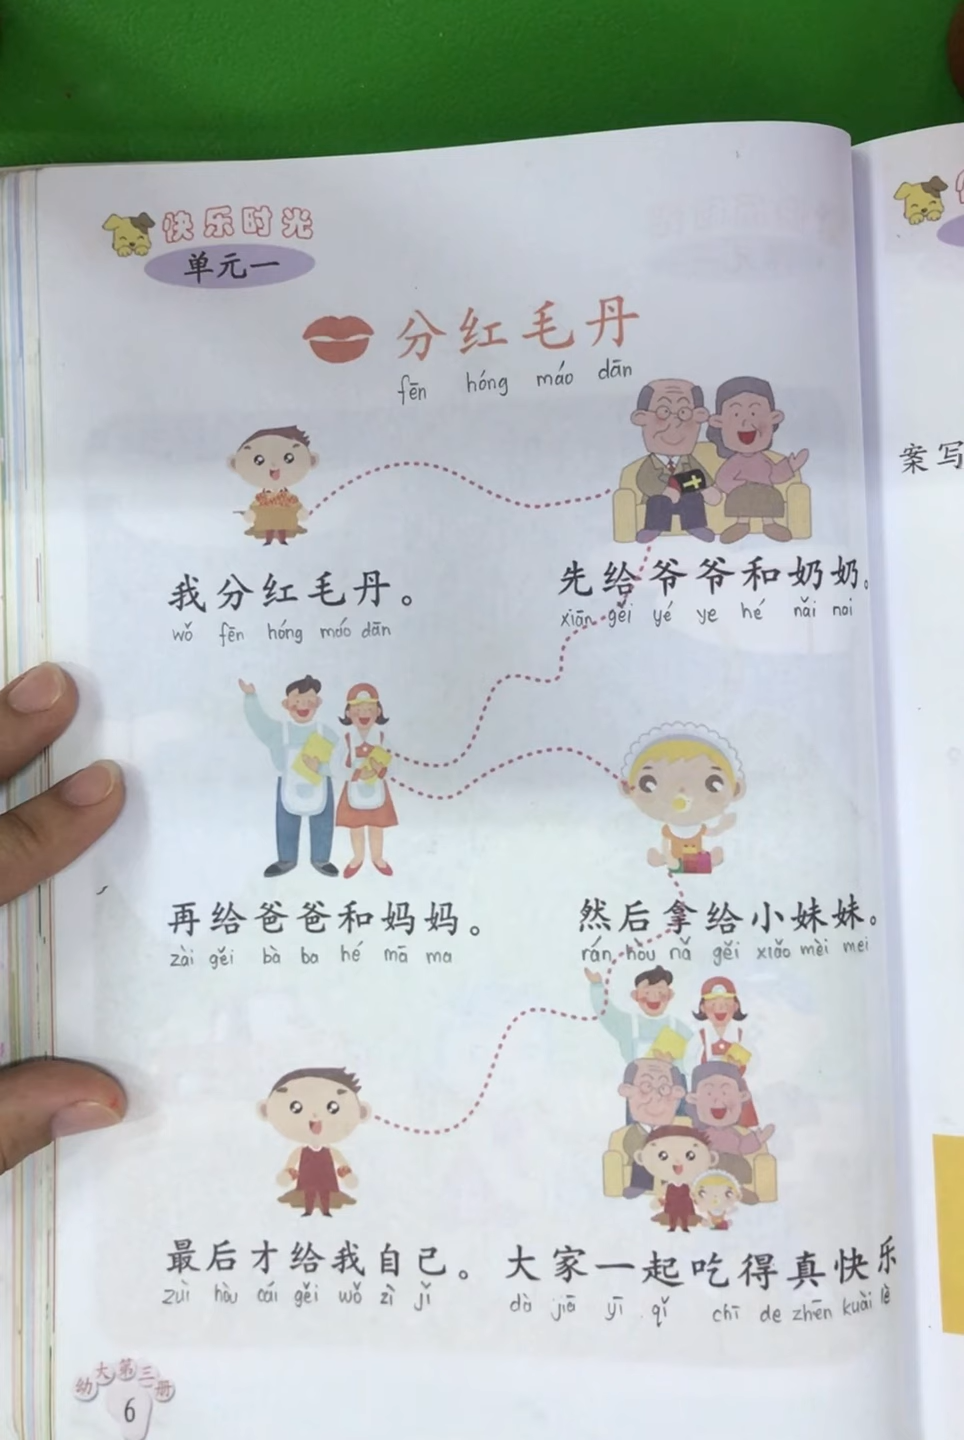 快乐时光
单元一
分红毛丹
fēn hóng máo dān
我分红毛丹。
wǒ fēn hóng máo dān
先给爷爷和奶奶。
xiān gěi yé ye hé nǎi nai
再给爸爸和妈妈。
zài gěi bà ba hé mā ma
然后拿给小妹妹。
rán hòu ná gěi xiǎo mèi mei
最后才给我自己。
zuì hòu cái gěi wǒ zì jǐ
大家一起吃得真快乐
dà jiā yī qǐ chī de zhēn kuài lè
幼大第三册
6
案写